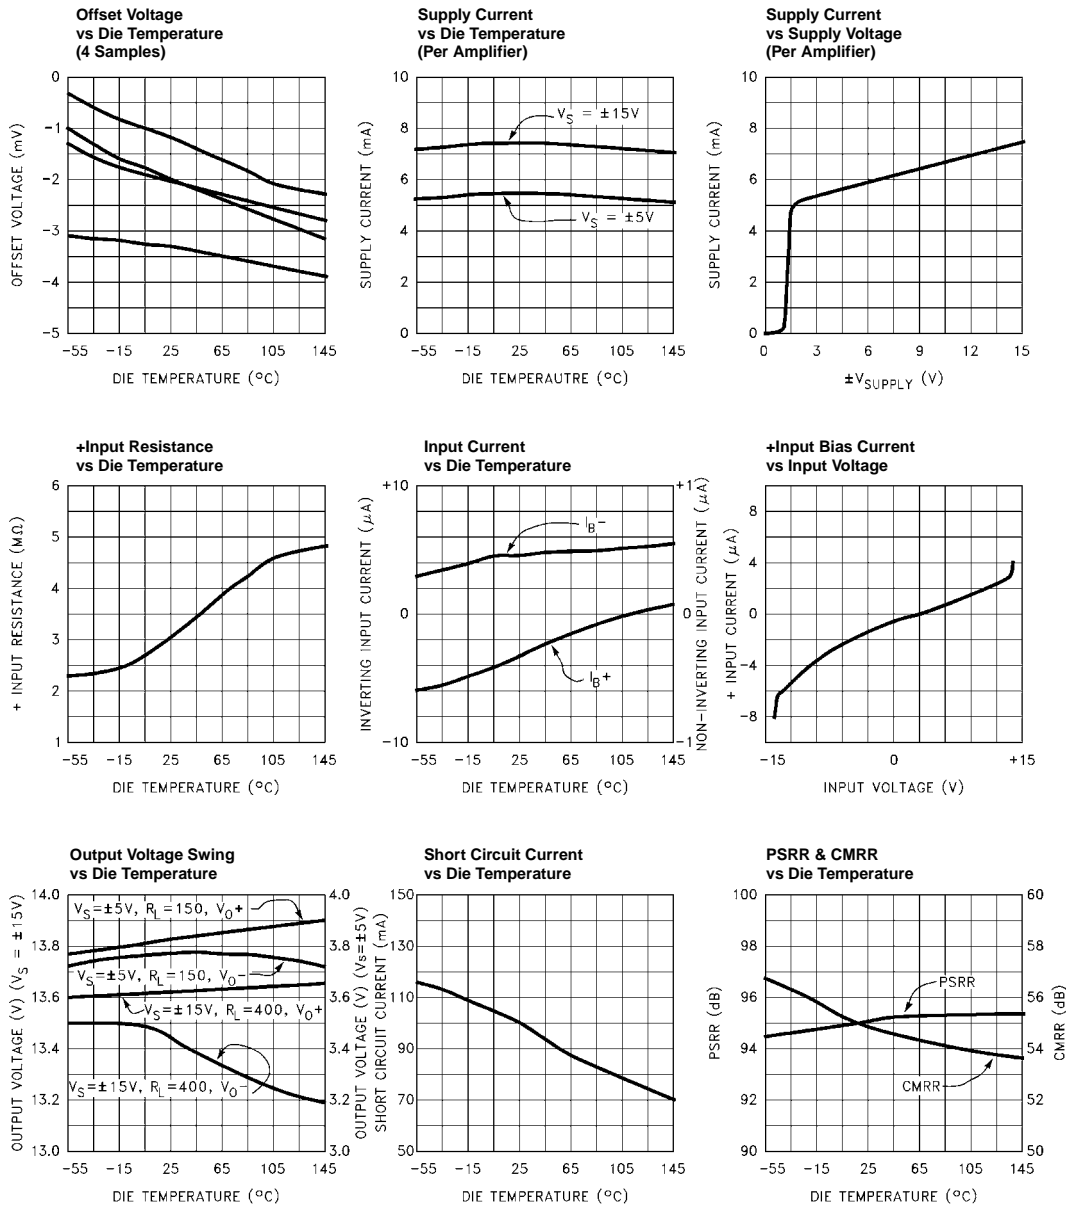 Offset Voltage
vs Die Temperature
(4 Samples)
0
−1
−2
−3
−4
−5
OFFSET VOLTAGE (mV)
−55 −15 25 65 105 145
DIE TEMPERATURE (°C)
Supply Current
vs Die Temperature
(Per Amplifier)
10
8
6
4
2
0
SUPPLY CURRENT (mA)
VS = ±15V
VS = ±5V
−55 −15 25 65 105 145
DIE TEMPERAUTRE (°C)
Supply Current
vs Supply Voltage
(Per Amplifier)
10
8
6
4
2
0
SUPPLY CURRENT (mA)
0 3 6 9 12 15
±VSUPPLY (V)
+Input Resistance
vs Die Temperature
6
5
4
3
2
1
+ INPUT RESISTANCE (MΩ)
−55 −15 25 65 105 145
DIE TEMPERATURE (°C)
Input Current
vs Die Temperature
+10
0
−10
INVERTING INPUT CURRENT (μA)
IB−
IB+
+1
0
−1
NON−INVERTING INPUT CURRENT (μA)
−55 −15 25 65 105 145
DIE TEMPERATURE (°C)
+Input Bias Current
vs Input Voltage
8
4
0
−4
−8
+ INPUT CURRENT (μA)
−15 0 +15
INPUT VOLTAGE (V)
Output Voltage Swing
vs Die Temperature
14.0
13.8
13.6
13.4
13.2
13.0
OUTPUT VOLTAGE (V) (VS = ±15V)
VS=±5V, RL=150, VO+
VS=±5V, RL=150, VO−
VS=±15V, RL=400, VO+
VS=±15V, RL=400, VO−
4.0
3.8
3.6
3.4
3.2
3.0
OUTPUT VOLTAGE (V) (VS=±5V)
−55 −15 25 65 105 145
DIE TEMPERATURE (°C)
Short Circuit Current
vs Die Temperature
150
130
110
90
70
50
SHORT CIRCUIT CURRENT (mA)
−55 −15 25 65 105 145
DIE TEMPERATURE (°C)
PSRR & CMRR
vs Die Temperature
100
98
96
94
92
90
PSRR (dB)
PSRR
CMRR
60
58
56
54
52
50
CMRR (dB)
−55 −15 25 65 105 145
DIE TEMPERATURE (°C)